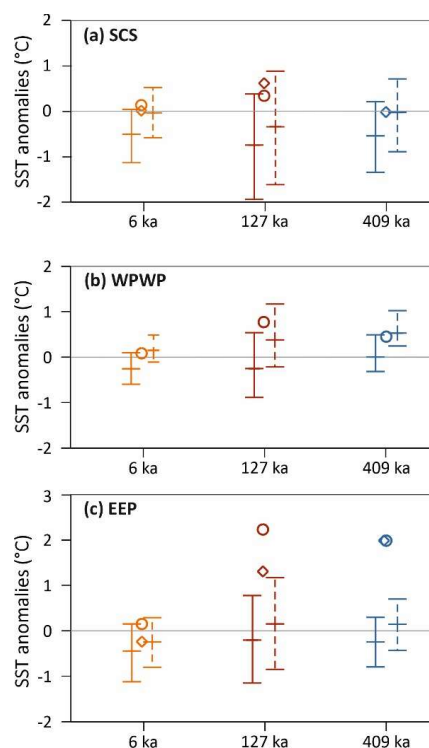 (a) SCS
SST anomalies (°C)
2
1
0
-1
-2
6 ka 127 ka 409 ka
(b) WPWP
SST anomalies (°C)
2
1
0
-1
-2
6 ka 127 ka 409 ka
(c) EEP
SST anomalies (°C)
3
2
1
0
-1
-2
6 ka 127 ka 409 ka